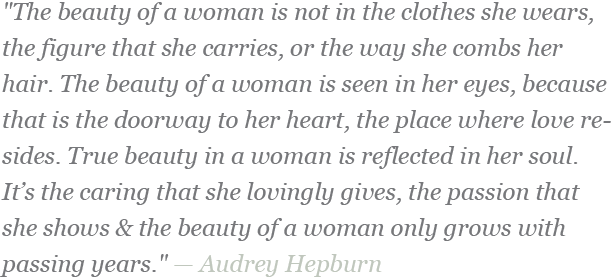 "The beauty of a woman is not in the clothes she wears,
the figure that she carries, or the way she combs her
hair. The beauty of a woman is seen in her eyes, because
that is the doorway to her heart, the place where love re-
sides. True beauty in a woman is reflected in her soul.
It’s the caring that she lovingly gives, the passion that
she shows & the beauty of a woman only grows with
passing years." — Audrey Hepburn